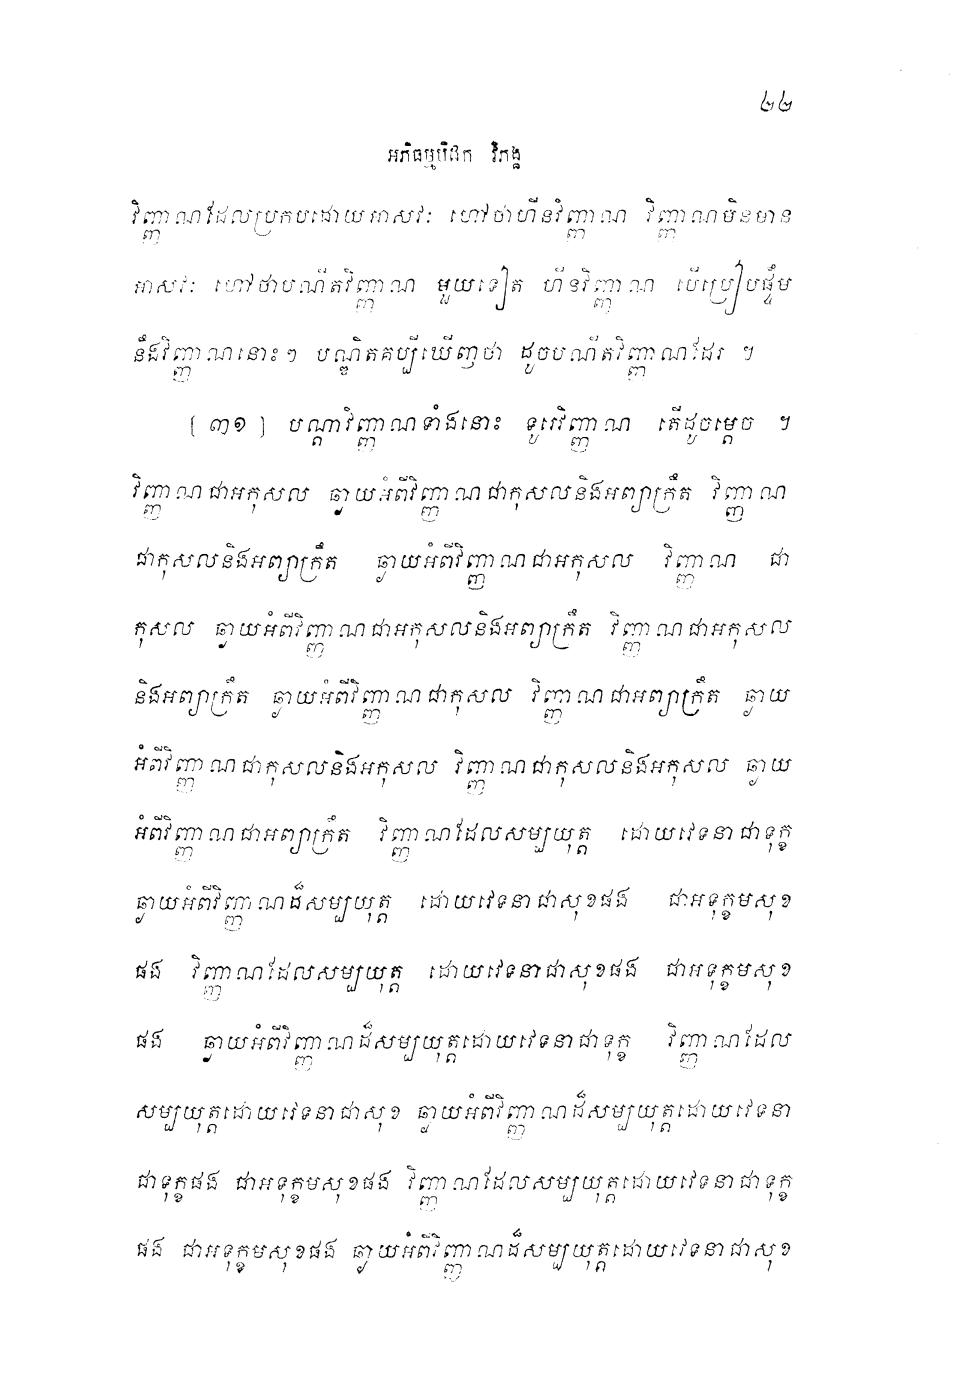 ២២
អភិធម្មបិដក វិភង្គ
វិញ្ញាណដែលប្រកបដោយអាសវៈ ហៅថាហីនវិញ្ញាណ វិញ្ញាណមិនមាន
អាសវៈ ហៅថាបណីតវិញ្ញាណ មួយទៀត ហីនវិញ្ញាណ បើប្រៀបផ្ទឹម
នឹងវិញ្ញាណនោះៗ បណ្ឌិតគប្បីឃើញថា ដូចបណីតវិញ្ញាណដែរ ។
[ ៣១ ] បណ្តាវិញ្ញាណទាំងនោះ ទូរេវិញ្ញាណ តើដូចម្តេច ។
វិញ្ញាណជាអកុសល ឆ្ងាយអំពីវិញ្ញាណជាកុសលនិងអព្យាក្រឹត វិញ្ញាណ
ជាកុសលនិងអព្យាក្រឹត ឆ្ងាយអំពីវិញ្ញាណជាអកុសល វិញ្ញាណ ជា
កុសល ឆ្ងាយអំពីវិញ្ញាណជាអកុសលនិងអព្យាក្រឹត វិញ្ញាណជាអកុសល
និងអព្យាក្រឹត ឆ្ងាយអំពីវិញ្ញាណជាកុសល វិញ្ញាណជាអព្យាក្រឹត ឆ្ងាយ
អំពីវិញ្ញាណជាកុសលនិងអកុសល វិញ្ញាណជាកុសលនិងអកុសល ឆ្ងាយ
អំពីវិញ្ញាណជាអព្យាក្រឹត វិញ្ញាណដែលសម្បយុត្ត ដោយវេទនាជាទុក្ខ
ឆ្ងាយអំពីវិញ្ញាណដ៏សម្បយុត្ត ដោយវេទនាជាសុខផង ជាអទុក្ខមសុខ
ផង វិញ្ញាណដែលសម្បយុត្ត ដោយវេទនាជាសុខផង ជាអទុក្ខមសុខ
ផង ឆ្ងាយអំពីវិញ្ញាណដ៏សម្បយុត្តដោយវេទនាជាទុក្ខ វិញ្ញាណដែល
សម្បយុត្តដោយវេទនាជាសុខ ឆ្ងាយអំពីវិញ្ញាណដ៏សម្បយុត្តដោយវេទនា
ជាទុក្ខផង ជាអទុក្ខមសុខផង វិញ្ញាណដែលសម្បយុត្តដោយវេទនាជាទុក្ខ
ផង ជាអទុក្ខមសុខផង ឆ្ងាយអំពីវិញ្ញាណដ៏សម្បយុត្តដោយវេទនាជាសុខ